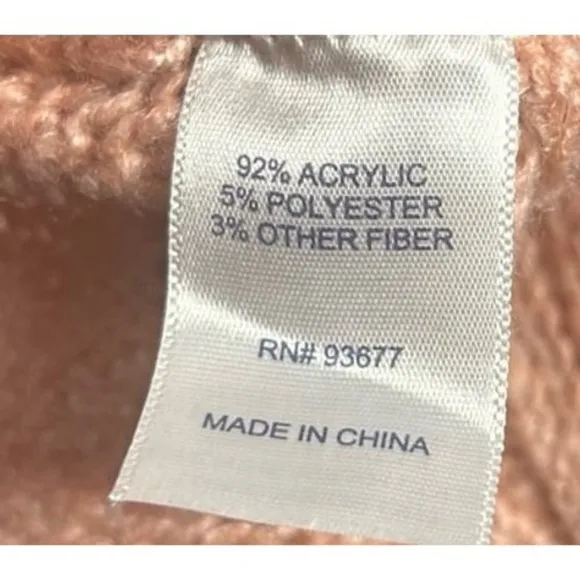 92% ACRYLIC
5% POLYESTER
3% OTHER FIBER
RN# 93677
MADE IN CHINA